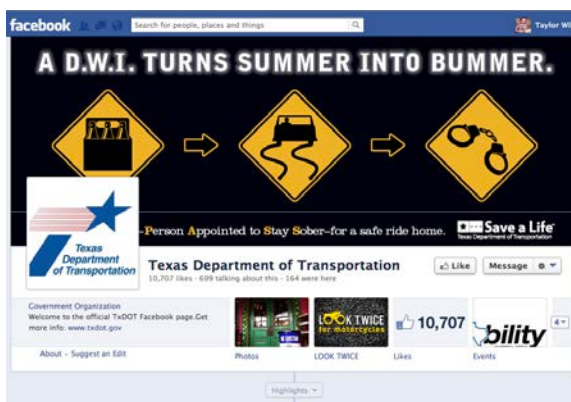 facebook
Search for people, places and things
Taylor Wi
A D.W.I. TURNS SUMMER INTO BUMMER.
–Person Appointed to Stay Sober–for a safe ride home.
Save a Life
Texas Department of Transportation
Texas
Department
of Transportation
Texas Department of Transportation
10,707 likes · 699 talking about this · 164 were here
Like
Message
Government Organization
Welcome to the official TxDOT Facebook page.Get
more info: www.txdot.gov
About – Suggest an Edit
LOOK TWICE
for motorcycles
10,707
bility
4
Photos
LOOK TWICE
Likes
Events
Highlights